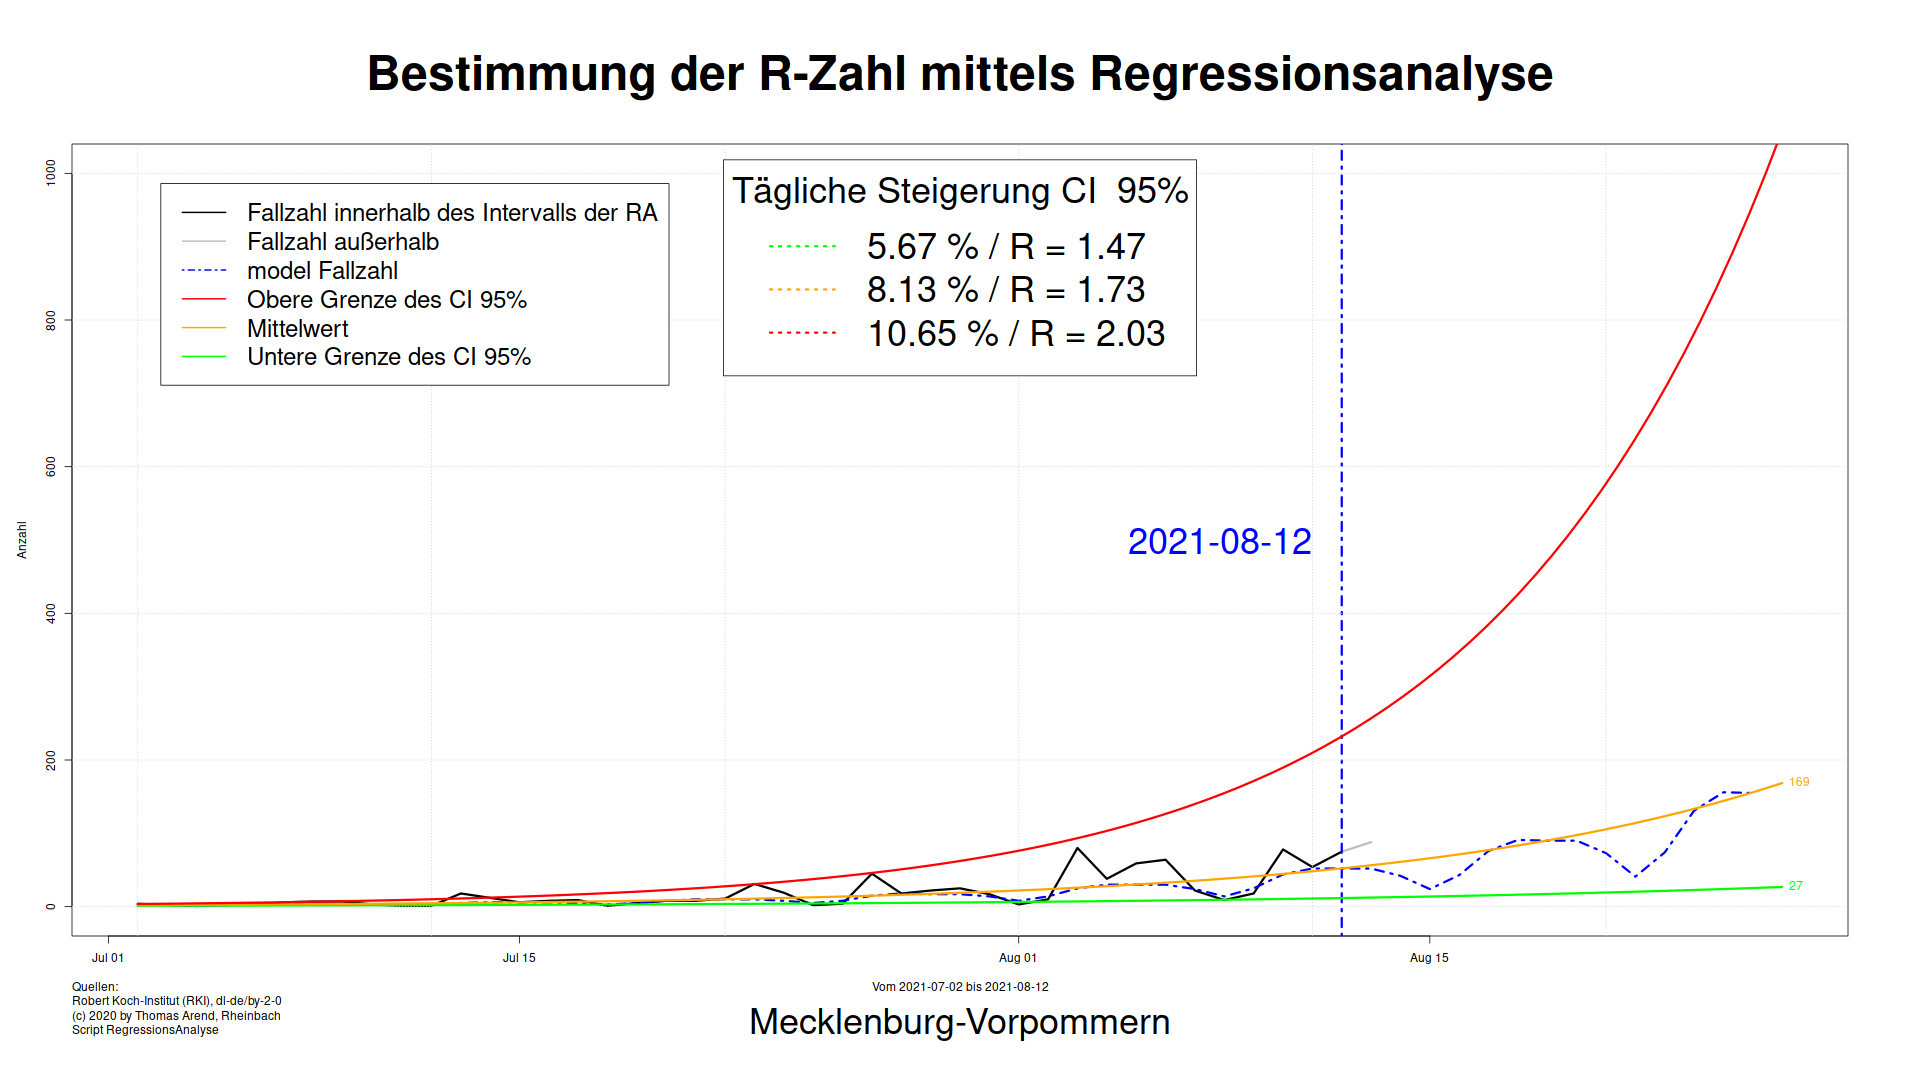 Bestimmung der R-Zahl mittels Regressionsanalyse
Fallzahl innerhalb des Intervalls der RA
Fallzahl außerhalb
model Fallzahl
Obere Grenze des CI 95%
Mittelwert
Untere Grenze des CI 95%
Tägliche Steigerung CI 95%
5.67 % / R = 1.47
8.13 % / R = 1.73
10.65 % / R = 2.03
2021-08-12
Anzahl
1000
800
600
400
200
0
169
27
Jul 01
Jul 15
Aug 01
Aug 15
Quellen:
Robert Koch-Institut (RKI), dl-de/by-2-0
(c) 2020 by Thomas Arend, Rheinbach
Script RegressionsAnalyse
Vom 2021-07-02 bis 2021-08-12
Mecklenburg-Vorpommern